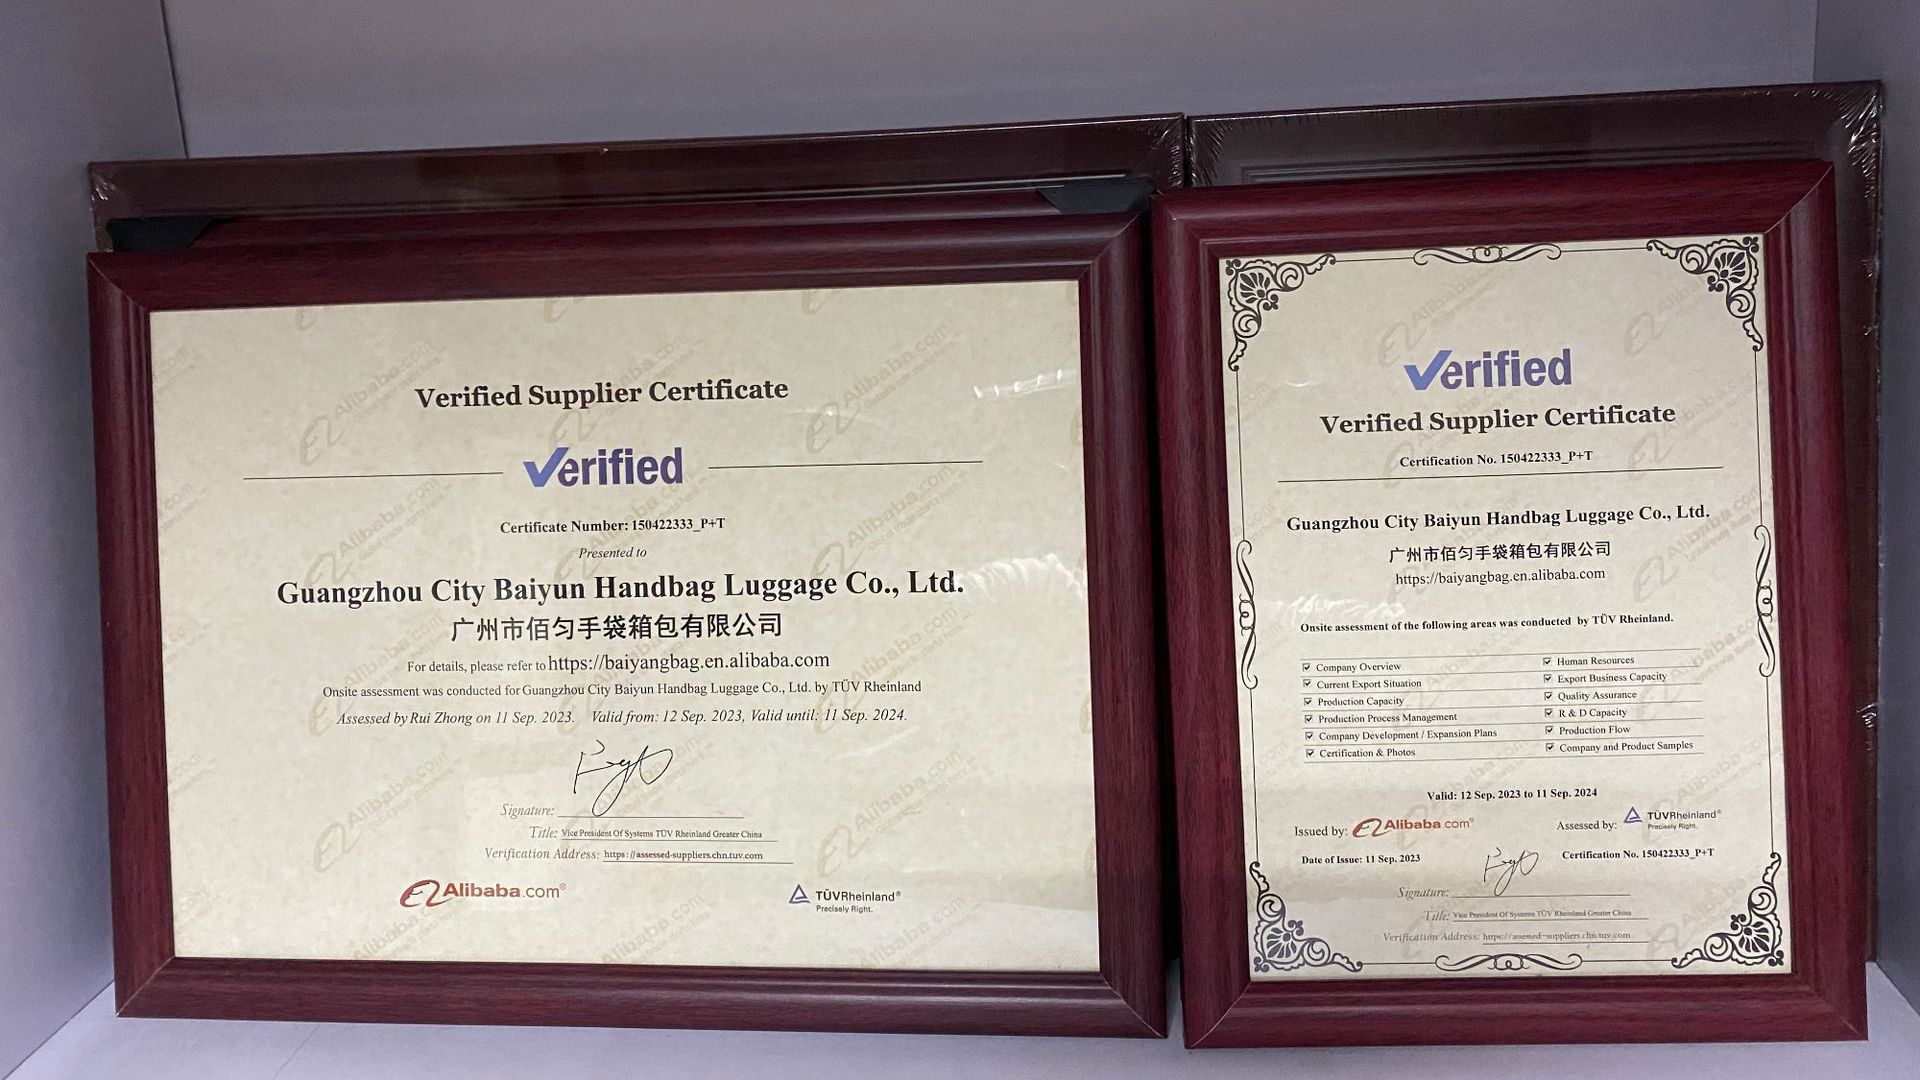 Verified Supplier Certificate
Verified
Certificate Number: 150422333_P+T
Presented to
Guangzhou City Baiyun Handbag Luggage Co., Ltd.
广州市佰匀手袋箱包有限公司
For details, please refer to https://baiyangbag.en.alibaba.com
Onsite assessment was conducted for Guangzhou City Baiyun Handbag Luggage Co., Ltd. by TÜV Rheinland
Assessed by Rui Zhong on 11 Sep. 2023. Valid from: 12 Sep. 2023, Valid until: 11 Sep. 2024.
Signature:
Title: Vice President Of Systems TÜV Rheinland Greater China
Verification Address: https://assessed-suppliers.chn.tuv.com
Alibaba.com®
TÜVRheinland®
Precisely Right.
Verified
Verified Supplier Certificate
Certification No. 150422333_P+T
Guangzhou City Baiyun Handbag Luggage Co., Ltd.
广州市佰匀手袋箱包有限公司
https://baiyangbag.en.alibaba.com
Onsite assessment of the following areas was conducted by TÜV Rheinland.
Company Overview
Human Resources
Current Export Situation
Export Business Capacity
Production Capacity
Quality Assurance
Production Process Management
R & D Capacity
Company Development / Expansion Plans
Production Flow
Certification & Photos
Company and Product Samples
Valid: 12 Sep. 2023 to 11 Sep. 2024
Issued by: Alibaba.com®
Assessed by: TÜVRheinland®
Precisely Right.
Date of Issue: 11 Sep. 2023
Certification No. 150422333_P+T
Signature:
Title: Vice President Of Systems TÜV Rheinland Greater China
Verification Address: https://assessed-suppliers.chn.tuv.com